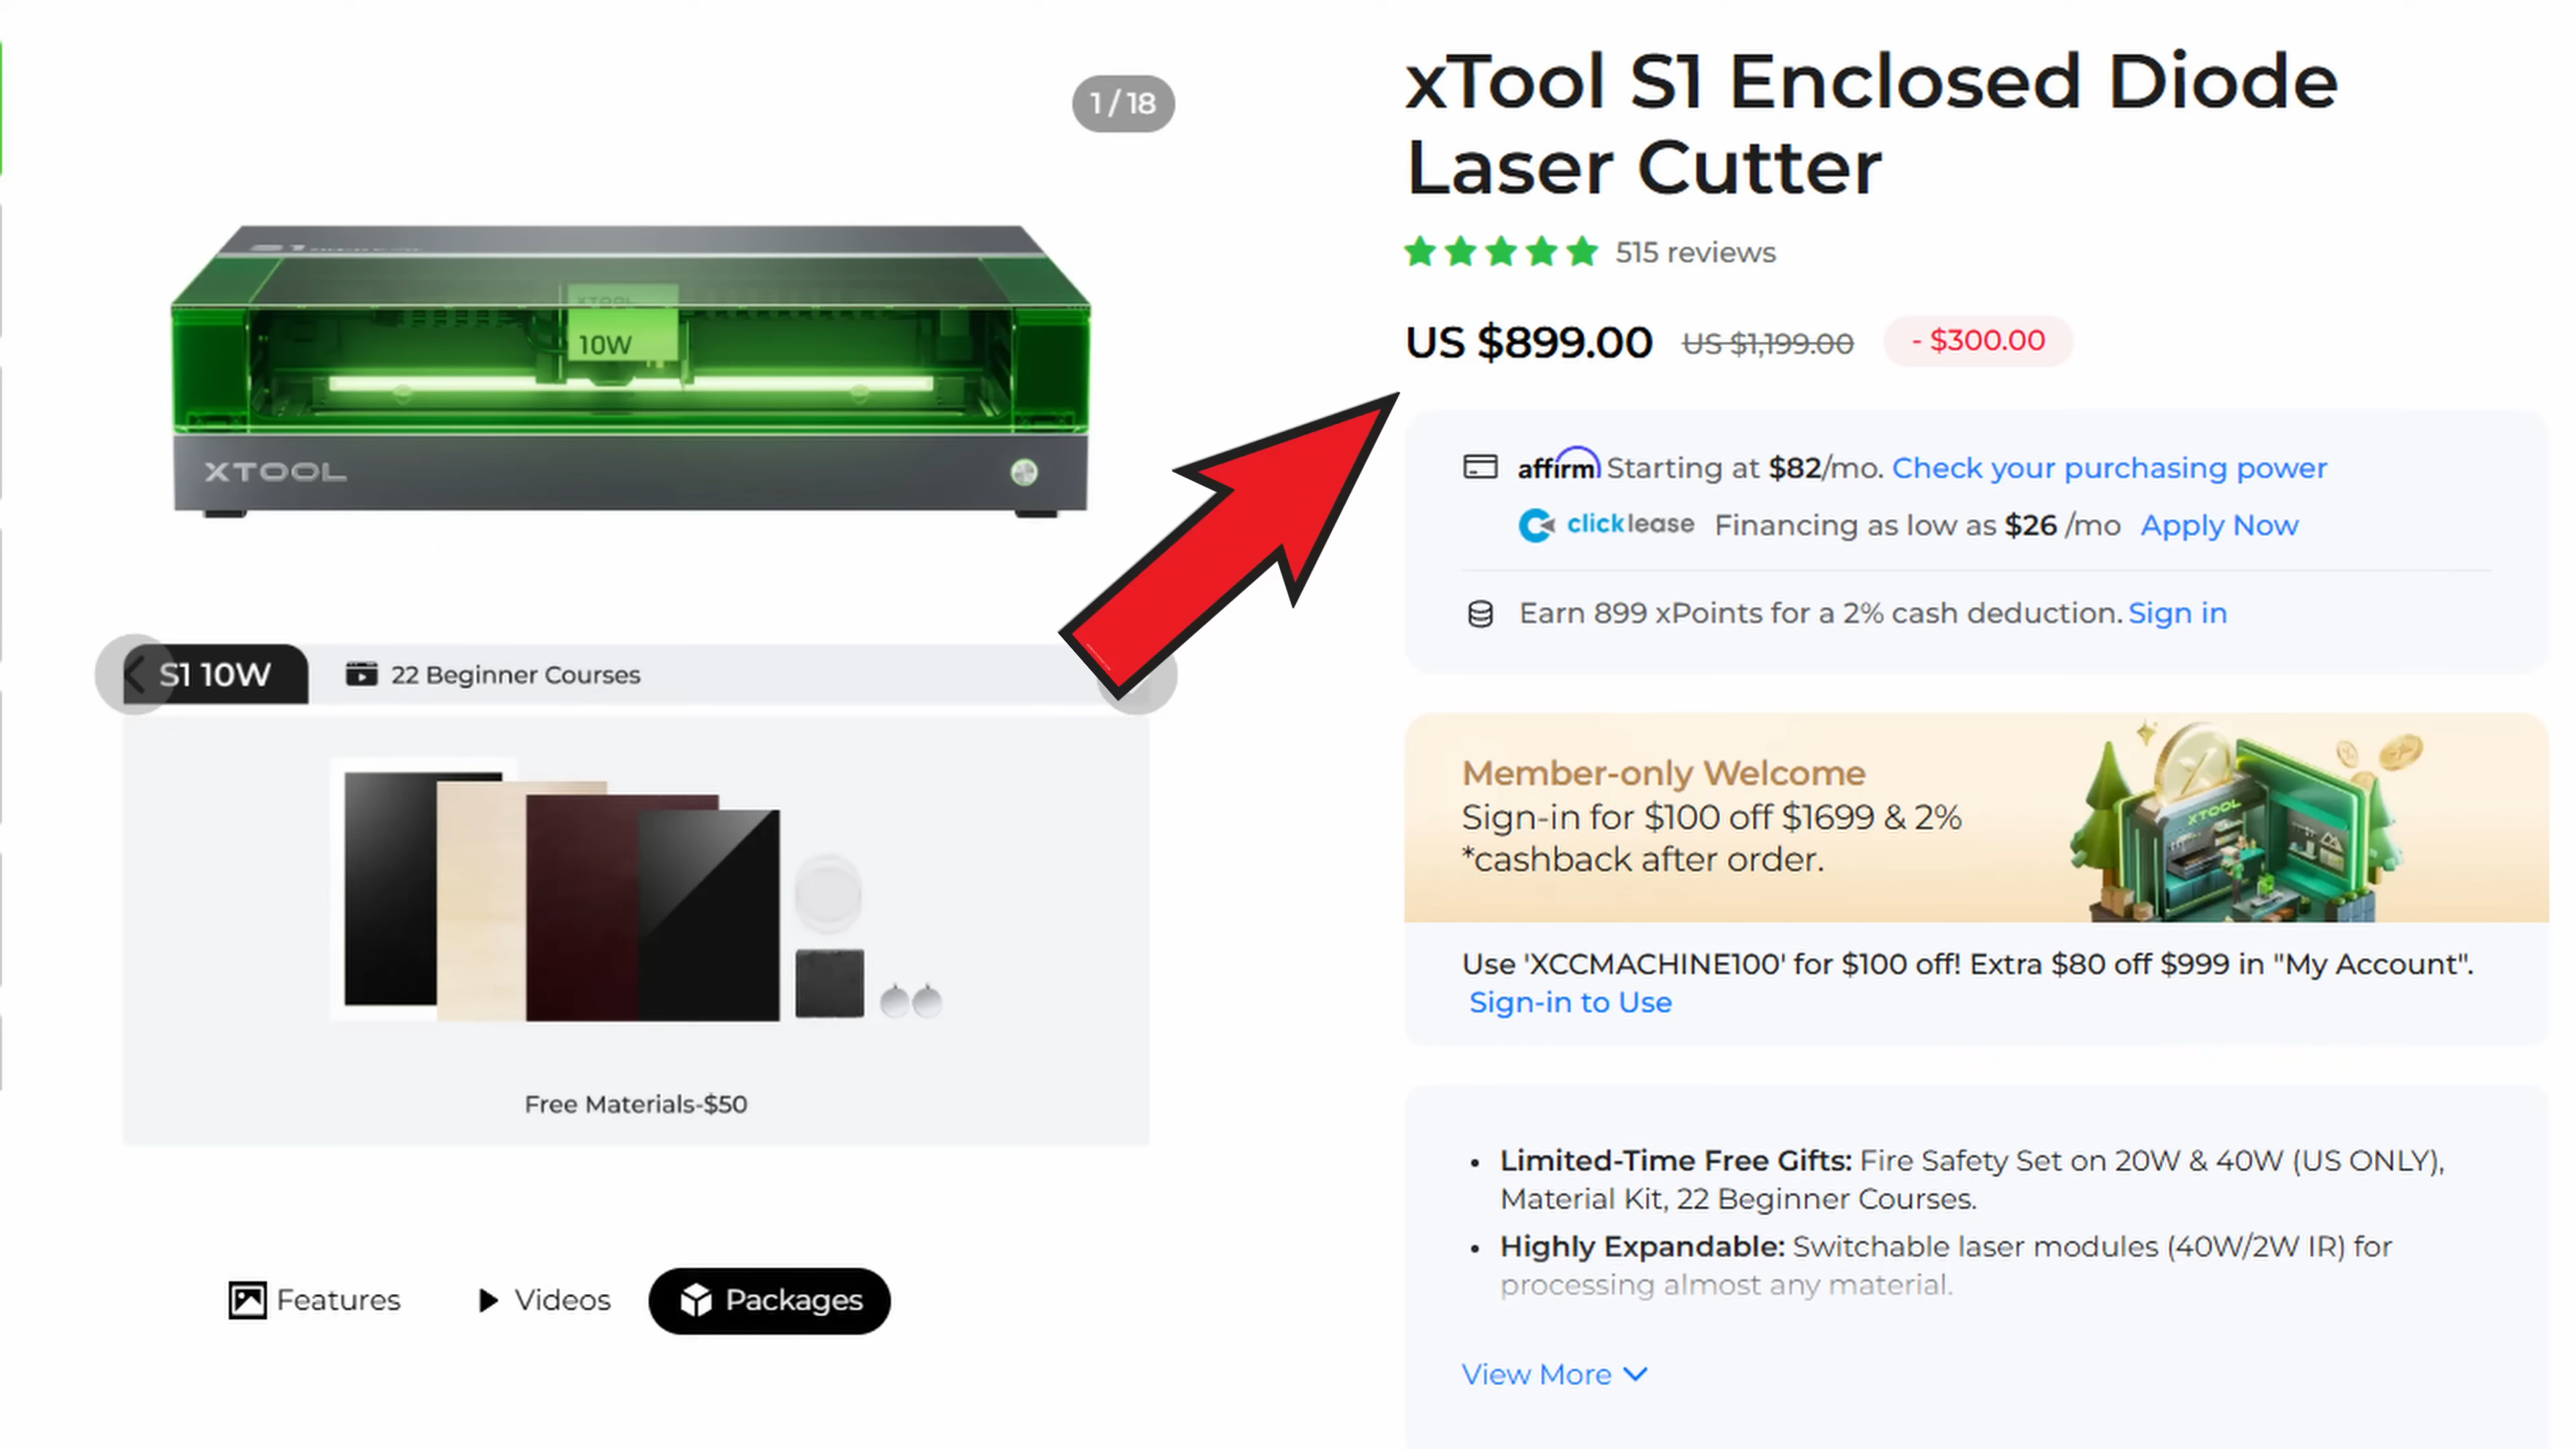 1 / 18
S1
XTOOL
10W
XTOOL
S1 10W
22 Beginner Courses
Free Materials-$50
Features
Videos
Packages
xTool S1 Enclosed Diode
Laser Cutter
515 reviews
US $899.00 US $1,199.00 - $300.00
affirm Starting at $82/mo. Check your purchasing power
clicklease Financing as low as $26 /mo Apply Now
Earn 899 xPoints for a 2% cash deduction. Sign in
Member-only Welcome
Sign-in for $100 off $1699 & 2%
*cashback after order.
XTOOL
Use 'XCCMACHINE100' for $100 off! Extra $80 off $999 in "My Account".
Sign-in to Use
• Limited-Time Free Gifts: Fire Safety Set on 20W & 40W (US ONLY),
Material Kit, 22 Beginner Courses.
• Highly Expandable: Switchable laser modules (40W/2W IR) for
processing almost any material.
View More